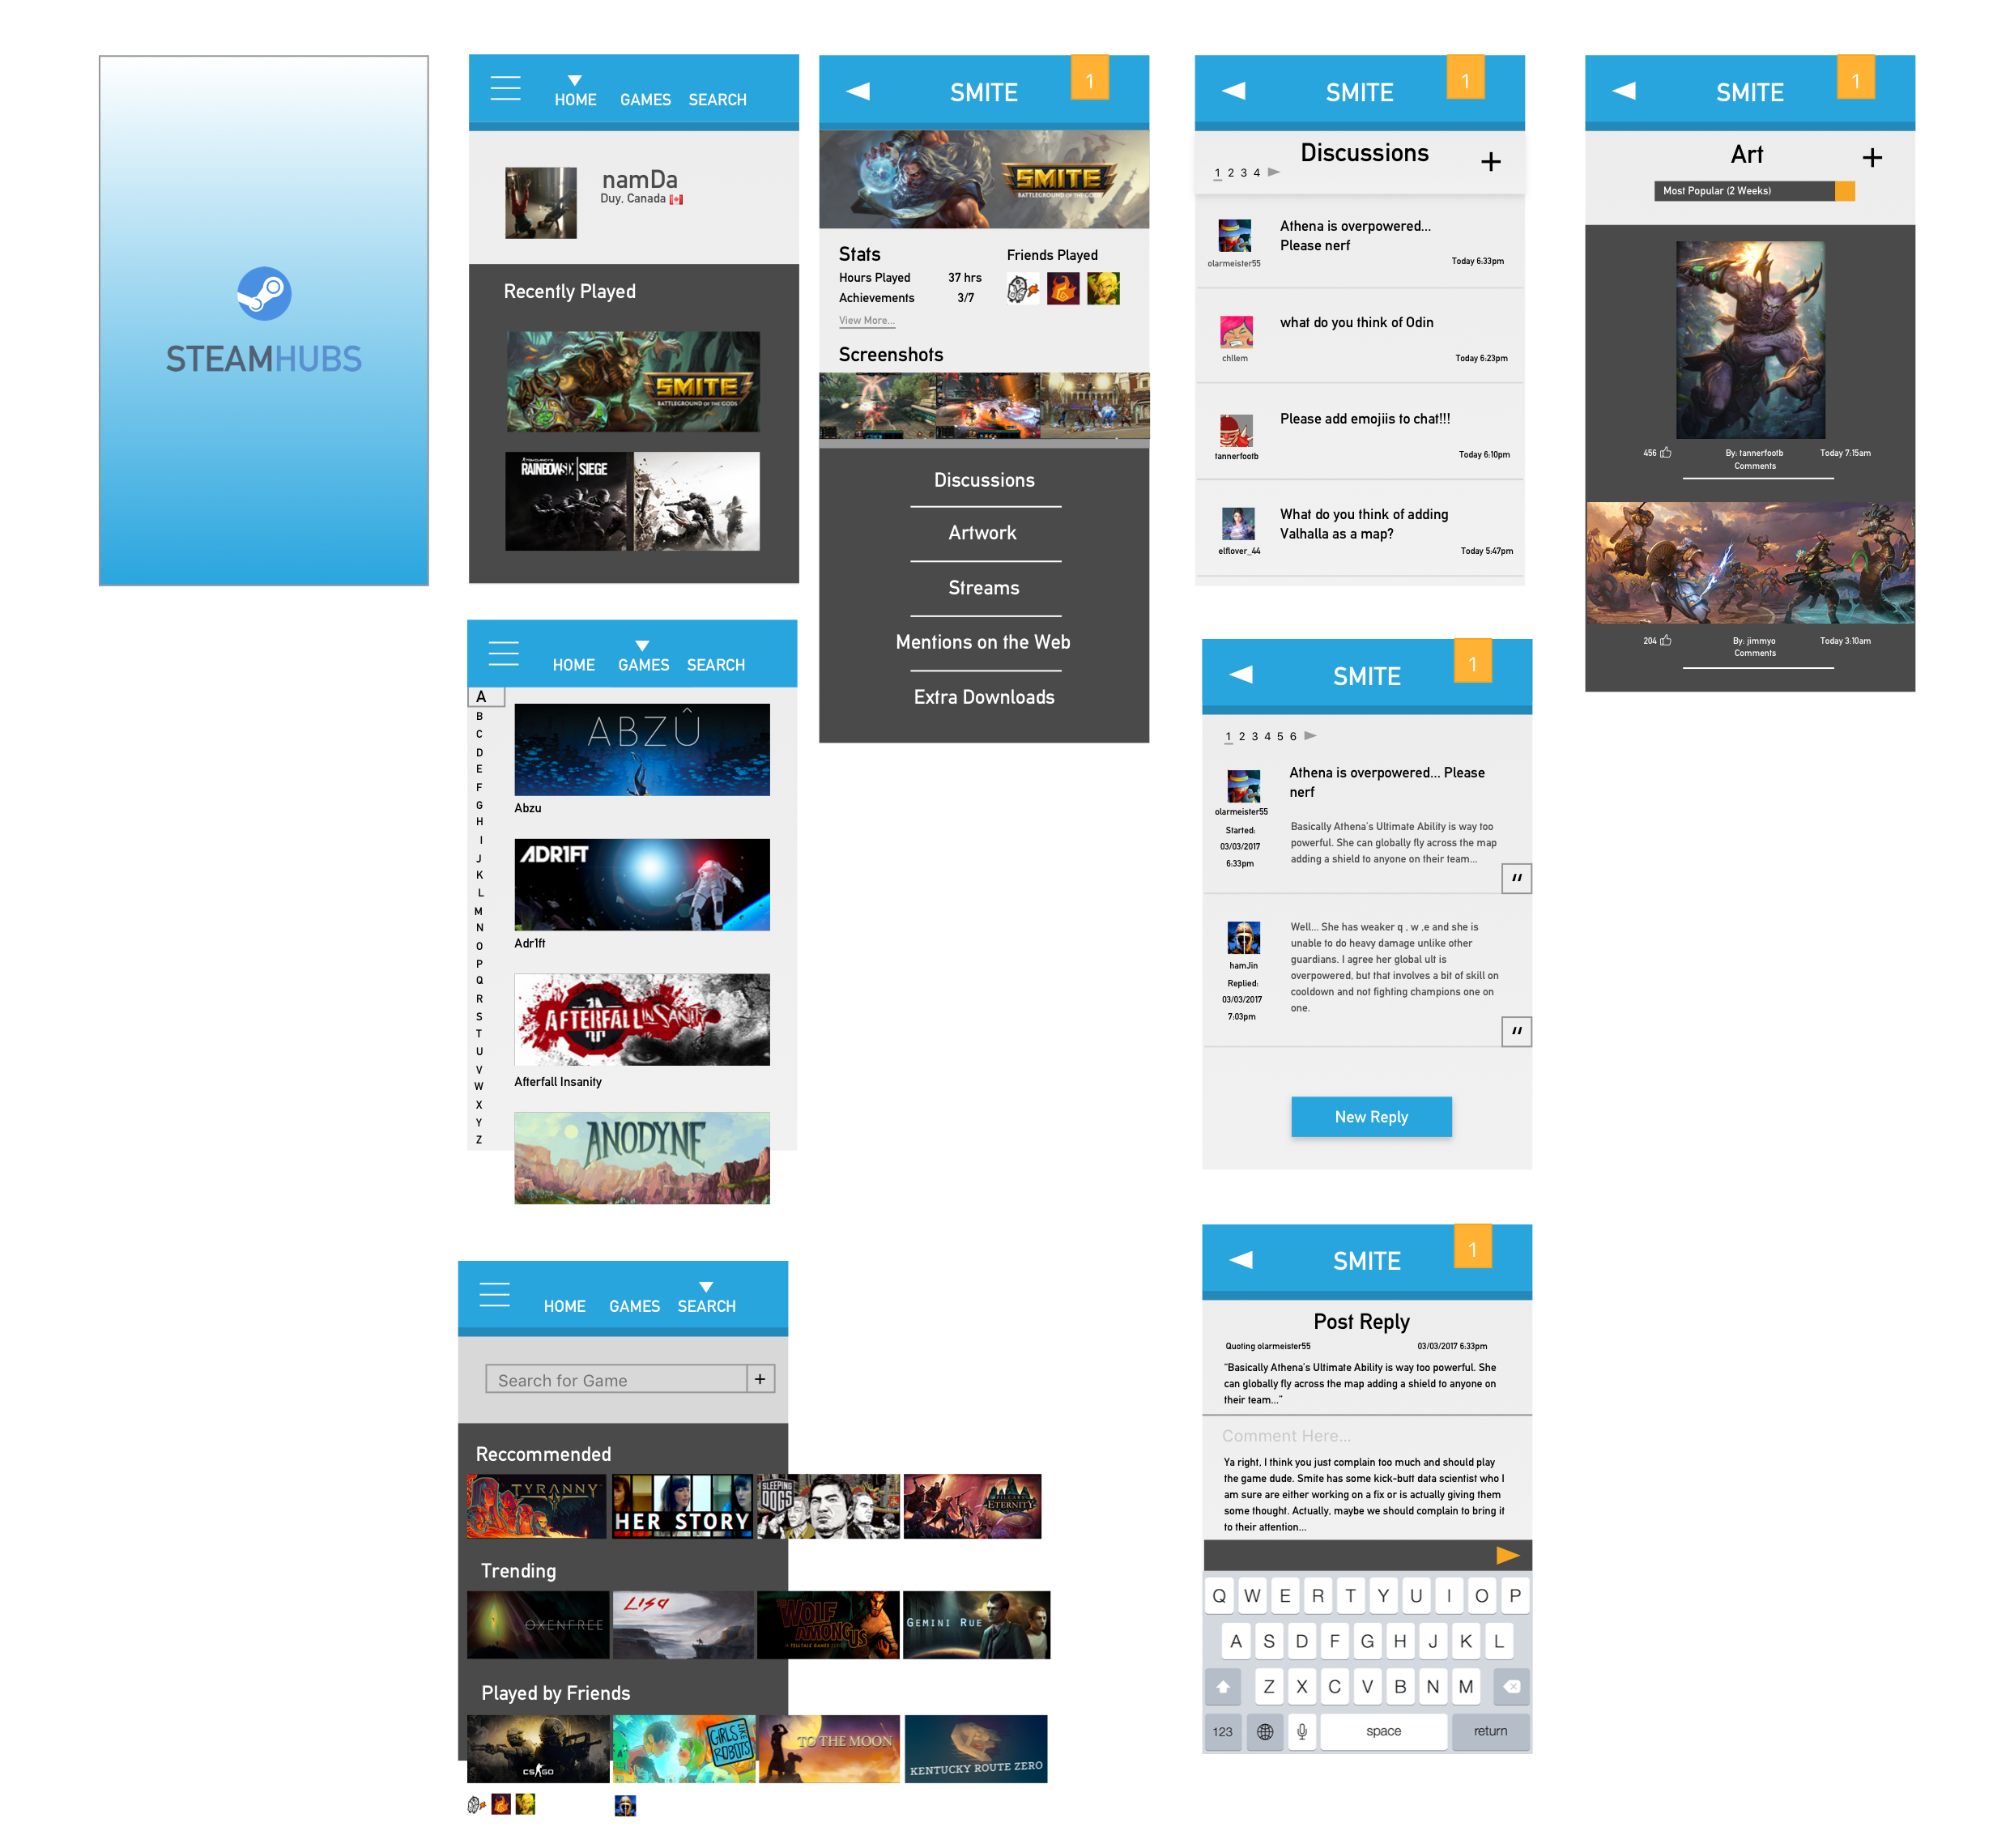 STEAMHUBS
HOME GAMES SEARCH
namDa
Duy, Canada
Recently Played
SMITE
BATTLEGROUND OF THE GODS
RAINBOWSIX | SIEGE
SMITE
1
SMITE
BATTLEGROUND OF THE GODS
Stats
Friends Played
Hours Played 37 hrs
Achievements 3/7
View More...
Screenshots
Discussions
Artwork
Streams
Mentions on the Web
Extra Downloads
SMITE
1
Discussions
+
1 2 3 4
Athena is overpowered...
Please nerf
olarmeister55
Today 6:33pm
what do you think of Odin
chllem
Today 6:23pm
Please add emojiis to chat!!!
tannerfootb
Today 6:10pm
What do you think of adding
Valhalla as a map?
elflover_44
Today 5:47pm
SMITE
1
Art
+
Most Popular (2 Weeks)
456
By: tannerfootb
Today 7:15am
Comments
204
By: jimmyo
Today 3:10am
Comments
HOME GAMES SEARCH
A
B
C
D
E
F
G
H
I
J
K
L
M
N
O
P
Q
R
S
T
U
V
W
X
Y
Z
ABZÛ
Abzu
ADR1FT
Adr1ft
AFTERFALL INSANITY
Afterfall Insanity
ANODYNE
SMITE
1
1 2 3 4 5 6
Athena is overpowered... Please
nerf
olarmeister55
Started:
03/03/2017
6:33pm
Basically Athena's Ultimate Ability is way too
powerful. She can globally fly across the map
adding a shield to anyone on their team...
"
hamJin
Replied:
03/03/2017
7:03pm
Well... She has weaker q , w ,e and she is
unable to do heavy damage unlike other
guardians. I agree her global ult is
overpowered, but that involves a bit of skill on
cooldown and not fighting champions one on
one.
"
New Reply
HOME GAMES SEARCH
Search for Game
+
Reccommended
TYRANNY
HER STORY
SLEEPING
DOGS
PILLARS OF
ETERNITY
Trending
OXENFREE
LISA
THE WOLF
AMONG US
A TELLTALE GAMES SERIES
GEMINI RUE
Played by Friends
CS GO
GIRLS
LIKE
ROBOTS
TO THE MOON
KENTUCKY ROUTE ZERO
SMITE
1
Post Reply
Quoting olarmeister55
03/03/2017 6:33pm
"Basically Athena's Ultimate Ability is way too powerful. She
can globally fly across the map adding a shield to anyone on
their team..."
Comment Here...
Ya right, I think you just complain too much and should play
the game dude. Smite has some kick-butt data scientist who I
am sure are either working on a fix or is actually giving them
some thought. Actually, maybe we should complain to bring it
to their attention...
Q W E R T Y U I O P
A S D F G H J K L
Z X C V B N M
123 space return